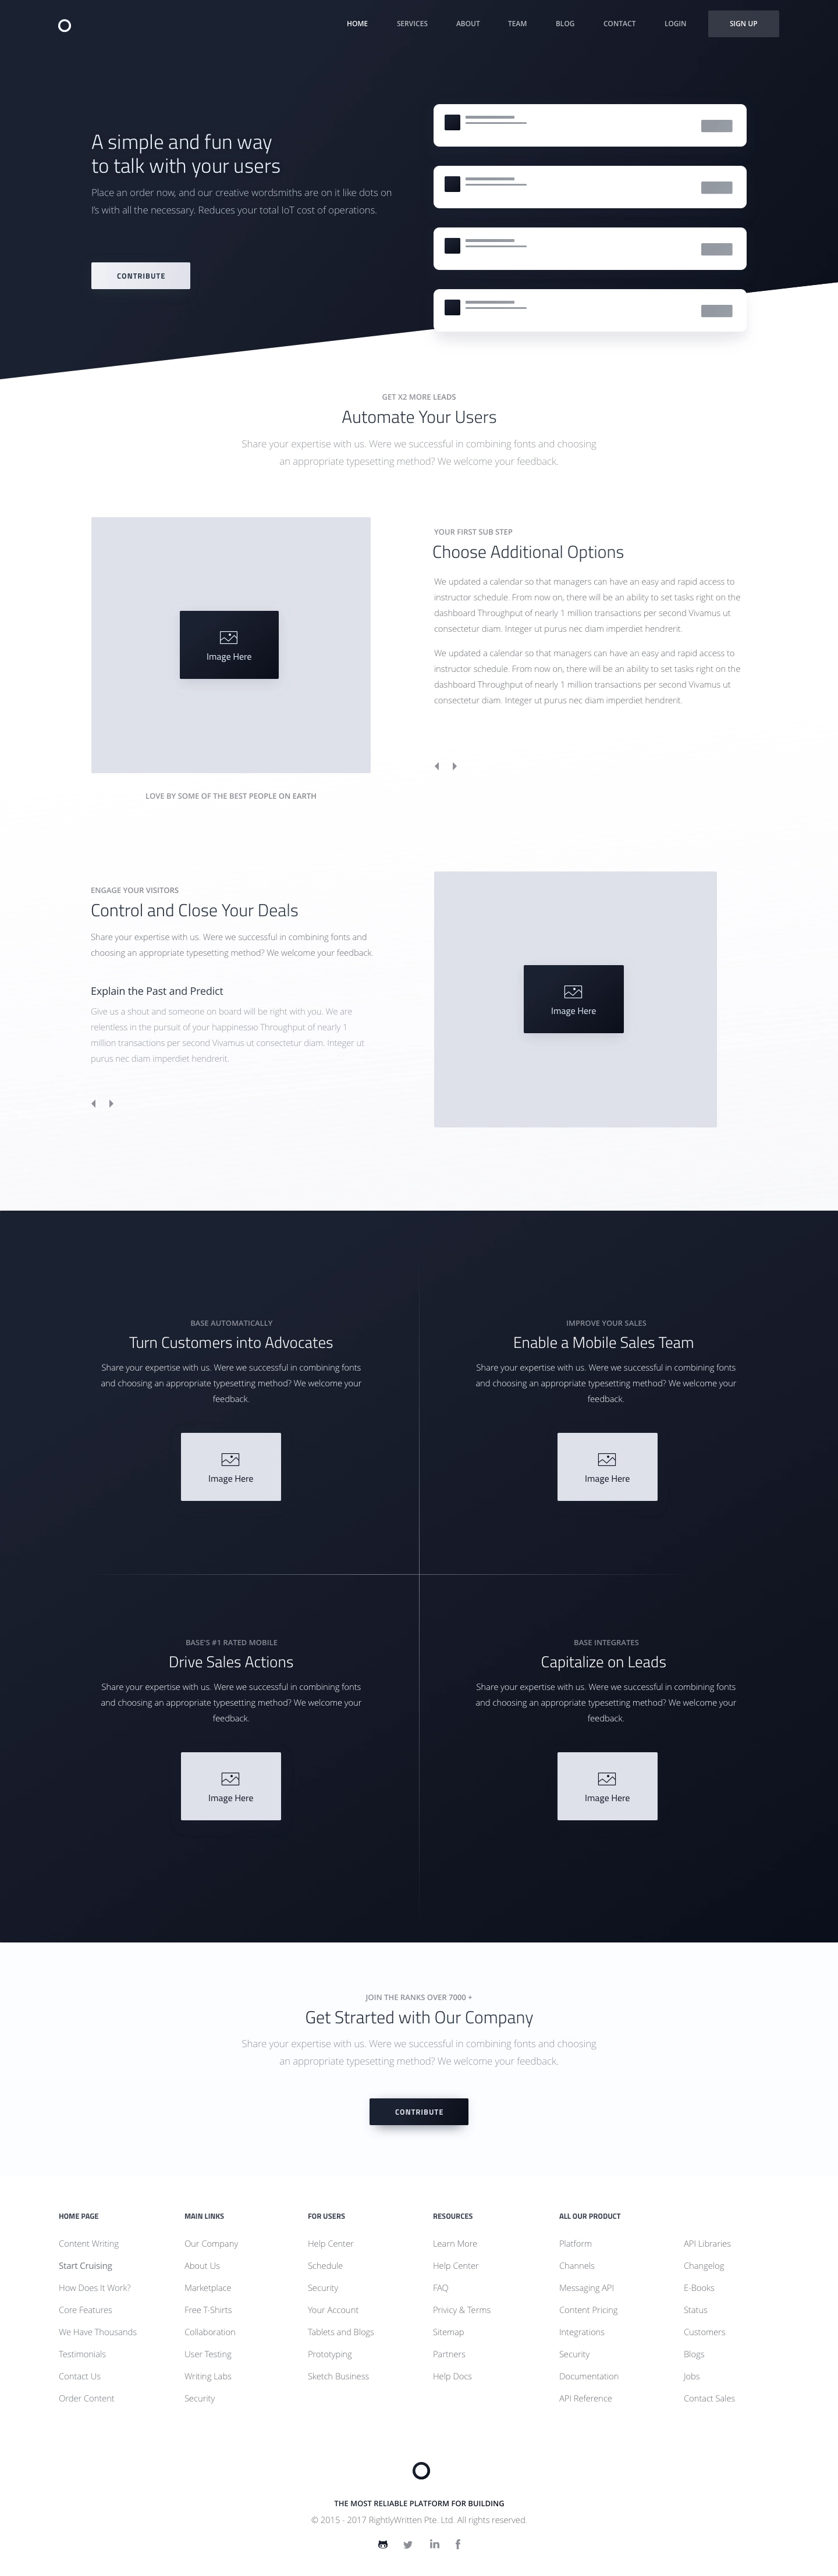 HOME SERVICES ABOUT TEAM BLOG CONTACT LOGIN SIGN UP
A simple and fun way
to talk with your users
Place an order now, and our creative wordsmiths are on it like dots on
I's with all the necessary. Reduces your total IoT cost of operations.
CONTRIBUTE
GET X2 MORE LEADS
Automate Your Users
Share your expertise with us. Were we successful in combining fonts and choosing
an appropriate typesetting method? We welcome your feedback.
Image Here
LOVE BY SOME OF THE BEST PEOPLE ON EARTH
YOUR FIRST SUB STEP
Choose Additional Options
We updated a calendar so that managers can have an easy and rapid access to
instructor schedule. From now on, there will be an ability to set tasks right on the
dashboard Throughput of nearly 1 million transactions per second Vivamus ut
consectetur diam. Integer ut purus nec diam imperdiet hendrerit.
We updated a calendar so that managers can have an easy and rapid access to
instructor schedule. From now on, there will be an ability to set tasks right on the
dashboard Throughput of nearly 1 million transactions per second Vivamus ut
consectetur diam. Integer ut purus nec diam imperdiet hendrerit.
ENGAGE YOUR VISITORS
Control and Close Your Deals
Share your expertise with us. Were we successful in combining fonts and
choosing an appropriate typesetting method? We welcome your feedback.
Explain the Past and Predict
Give us a shout and someone on board will be right with you. We are
relentless in the pursuit of your happinessıo Throughput of nearly 1
million transactions per second Vivamus ut consectetur diam. Integer ut
purus nec diam imperdiet hendrerit.
Image Here
BASE AUTOMATICALLY
Turn Customers into Advocates
Share your expertise with us. Were we successful in combining fonts
and choosing an appropriate typesetting method? We welcome your
feedback.
Image Here
IMPROVE YOUR SALES
Enable a Mobile Sales Team
Share your expertise with us. Were we successful in combining fonts
and choosing an appropriate typesetting method? We welcome your
feedback.
Image Here
BASE'S #1 RATED MOBILE
Drive Sales Actions
Share your expertise with us. Were we successful in combining fonts
and choosing an appropriate typesetting method? We welcome your
feedback.
Image Here
BASE INTEGRATES
Capitalize on Leads
Share your expertise with us. Were we successful in combining fonts
and choosing an appropriate typesetting method? We welcome your
feedback.
Image Here
JOIN THE RANKS OVER 7000 +
Get Strarted with Our Company
Share your expertise with us. Were we successful in combining fonts and choosing
an appropriate typesetting method? We welcome your feedback.
CONTRIBUTE
HOME PAGE
Content Writing
Start Cruising
How Does It Work?
Core Features
We Have Thousands
Testimonials
Contact Us
Order Content
MAIN LINKS
Our Company
About Us
Marketplace
Free T-Shirts
Collaboration
User Testing
Writing Labs
Security
FOR USERS
Help Center
Schedule
Security
Your Account
Tablets and Blogs
Prototyping
Sketch Business
RESOURCES
Learn More
Help Center
FAQ
Privacy & Terms
Sitemap
Partners
Help Docs
ALL OUR PRODUCT
Platform
Channels
Messaging API
Content Pricing
Integrations
Security
Documentation
API Reference
API Libraries
Changelog
E-Books
Status
Customers
Blogs
Jobs
Contact Sales
THE MOST RELIABLE PLATFORM FOR BUILDING
© 2015 - 2017 RightlyWritten Pte. Ltd. All rights reserved.